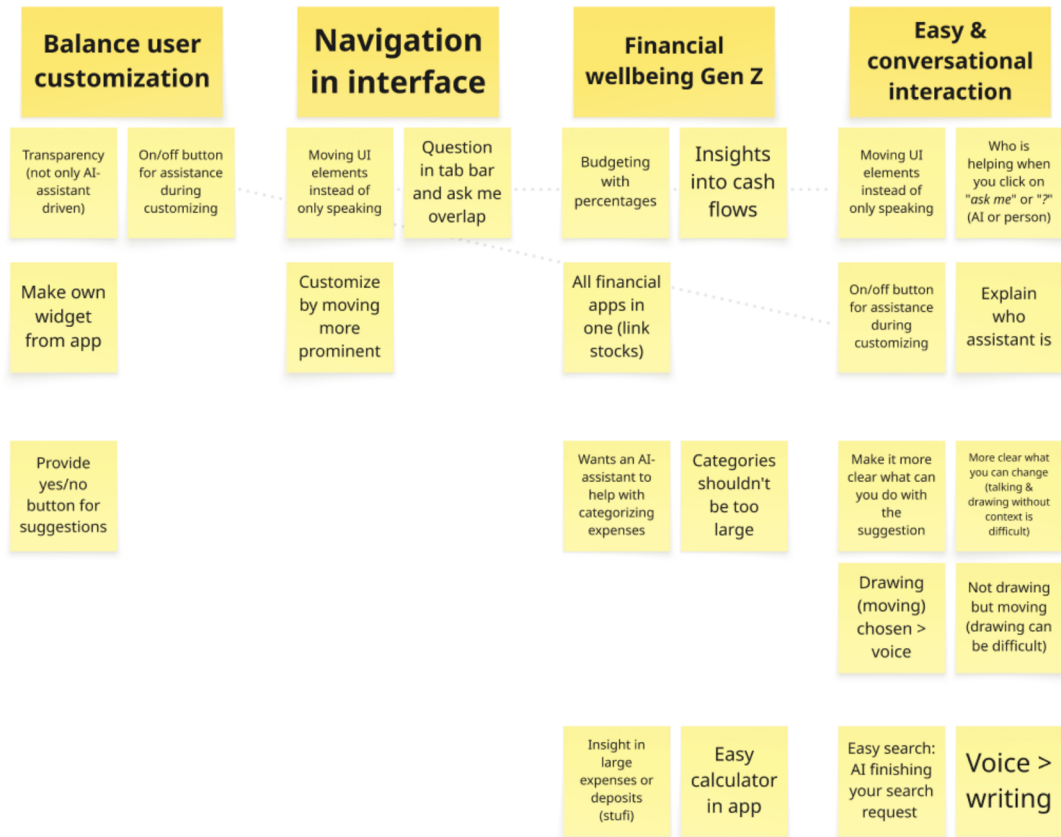 Balance user
customization
Navigation
in interface
Financial
wellbeing Gen Z
Easy &
conversational
interaction
Transparency
(not only AI-
assistant
driven)
On/off button
for assistance
during
customizing
Moving UI
elements
instead of
only speaking
Question
in tab bar
and ask me
overlap
Budgeting
with
percentages
Insights
into cash
flows
Moving UI
elements
instead of
only speaking
Who is
helping when
you click on
"ask me" or "?"
(AI or person)
Make own
widget
from app
Customize
by moving
more
prominent
All financial
apps in
one (link
stocks)
On/off button
for assistance
during
customizing
Explain
who
assistant is
Provide
yes/no
button for
suggestions
Wants an AI-
assistant to
help with
categorizing
expenses
Categories
shouldn't
be too
large
Make it more
clear what can
you do with
the
suggestion
More clear what
you can change
(talking &
drawing without
context is
difficult)
Drawing
(moving)
chosen >
voice
Not drawing
but moving
(drawing can
be difficult)
Insight in
large
expenses or
deposits
(stufi)
Easy
calculator
in app
Easy search:
AI finishing
your search
request
Voice >
writing